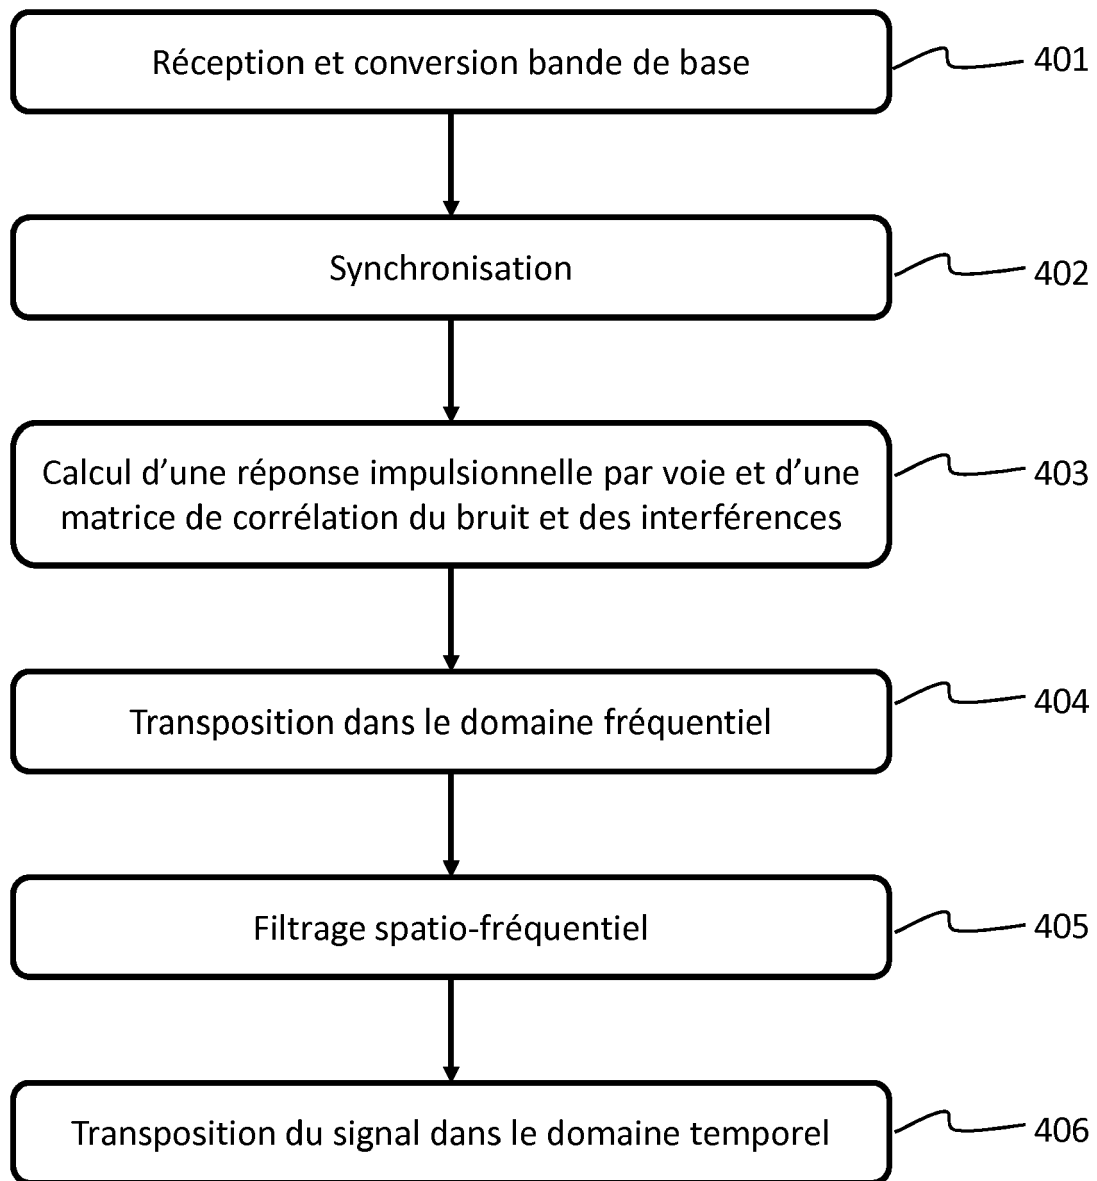 Réception et conversion bande de base
401
Synchronisation
402
Calcul d'une réponse impulsionnelle par voie et d'une
matrice de corrélation du bruit et des interférences
403
Transposition dans le domaine fréquentiel
404
Filtrage spatio-fréquentiel
405
Transposition du signal dans le domaine temporel
406